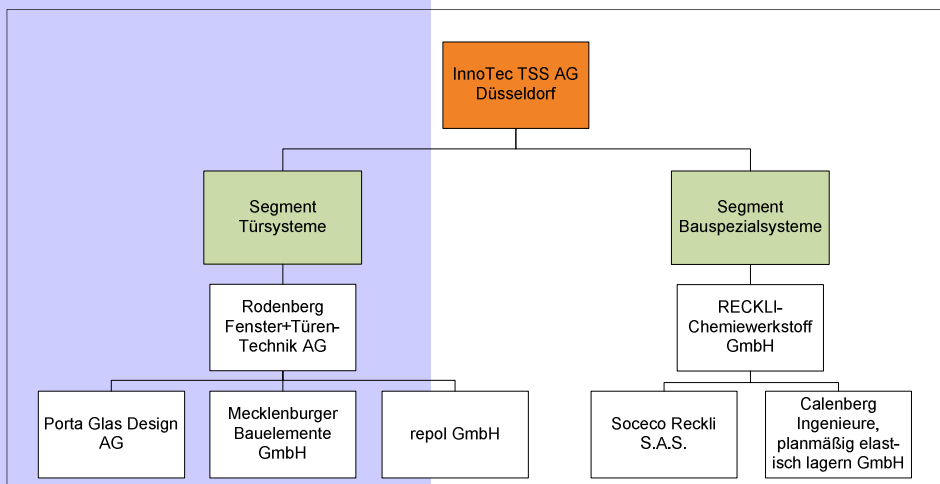 InnoTec TSS AG
Düsseldorf
Segment
Türsysteme
Segment
Bauspezialsysteme
Rodenberg
Fenster+Türen-
Technik AG
RECKLI-
Chemiewerkstoff
GmbH
Porta Glas Design
AG
Mecklenburger
Bauelemente
GmbH
repol GmbH
Soceco Reckli
S.A.S.
Calenberg
Ingenieure,
planmäßig elast-
isch lagern GmbH